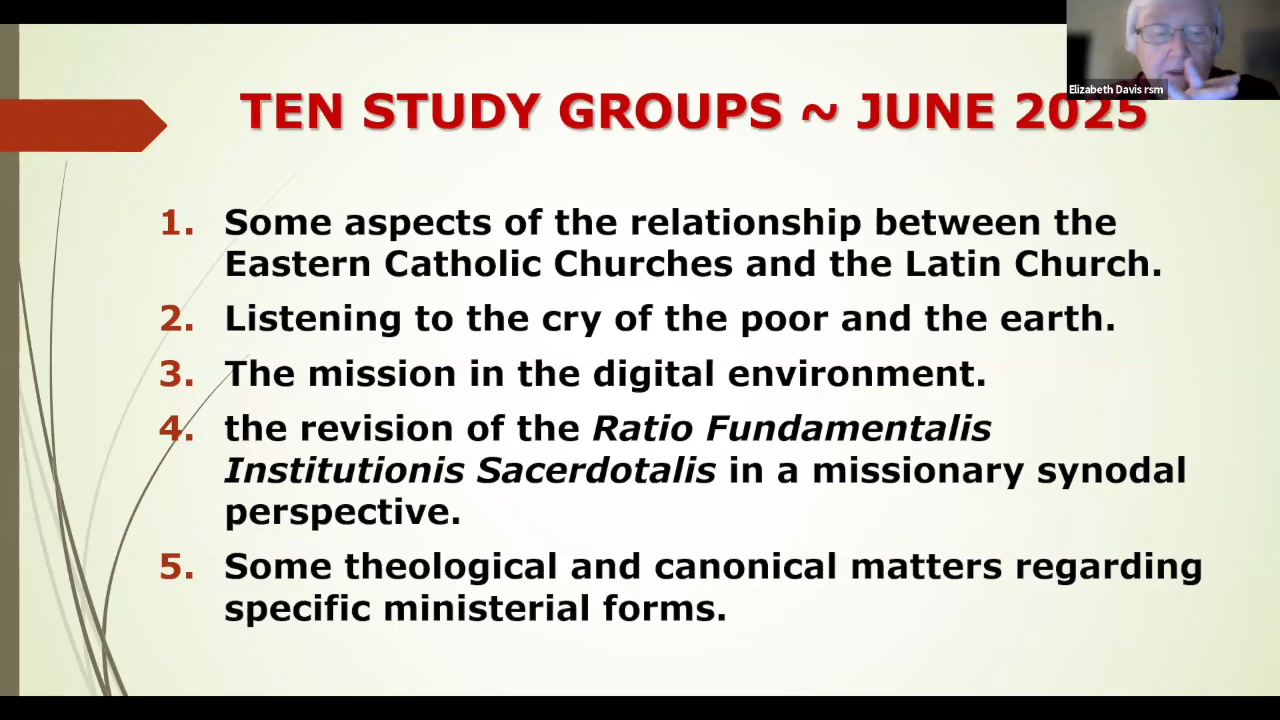 Elizabeth Davis rsm
TEN STUDY GROUPS ~ JUNE 2025
1. Some aspects of the relationship between the
Eastern Catholic Churches and the Latin Church.
2. Listening to the cry of the poor and the earth.
3. The mission in the digital environment.
4. the revision of the Ratio Fundamentalis
Institutionis Sacerdotalis in a missionary synodal
perspective.
5. Some theological and canonical matters regarding
specific ministerial forms.